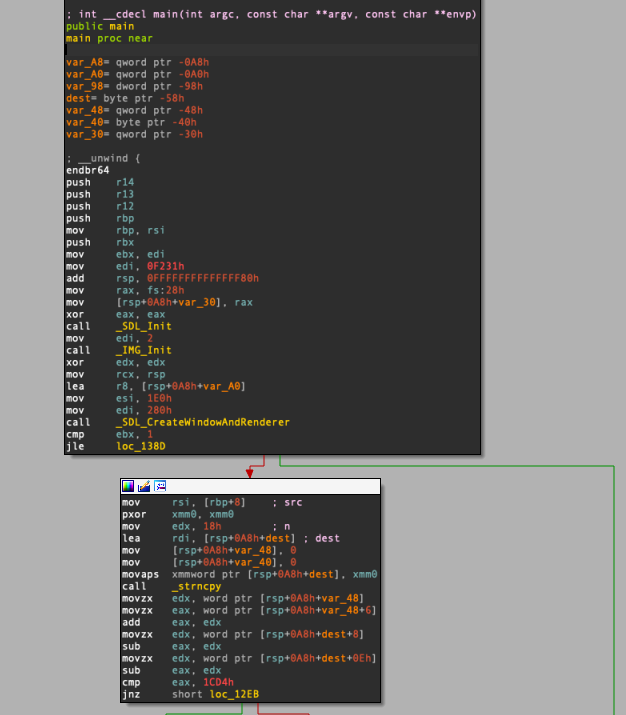 ; int __cdecl main(int argc, const char **argv, const char **envp)
public main
main proc near
var_A8= qword ptr -0A8h
var_A0= qword ptr -0A0h
var_98= dword ptr -98h
dest= byte ptr -58h
var_48= qword ptr -48h
var_40= byte ptr -40h
var_30= qword ptr -30h
; __unwind {
endbr64
push r14
push r13
push r12
push rbp
mov rbp, rsi
push rbx
mov ebx, edi
mov edi, 0F231h
add rsp, 0FFFFFFFFFFFFFF80h
mov rax, fs:28h
mov [rsp+0A8h+var_30], rax
xor eax, eax
call _SDL_Init
mov edi, 2
call _IMG_Init
xor edx, edx
mov rcx, rsp
lea r8, [rsp+0A8h+var_A0]
mov esi, 1E0h
mov edi, 280h
call _SDL_CreateWindowAndRenderer
cmp ebx, 1
jle loc_138D
mov rsi, [rbp+8] ; src
pxor xmm0, xmm0
mov edx, 18h ; n
lea rdi, [rsp+0A8h+dest] ; dest
mov [rsp+0A8h+var_48], 0
mov [rsp+0A8h+var_40], 0
movaps xmmword ptr [rsp+0A8h+dest], xmm0
call _strncpy
movzx edx, word ptr [rsp+0A8h+var_48]
movzx eax, word ptr [rsp+0A8h+var_48+6]
add eax, edx
movzx edx, word ptr [rsp+0A8h+dest+8]
sub eax, edx
movzx edx, word ptr [rsp+0A8h+dest+0Eh]
sub eax, edx
cmp eax, 1CD4h
jnz short loc_12EB